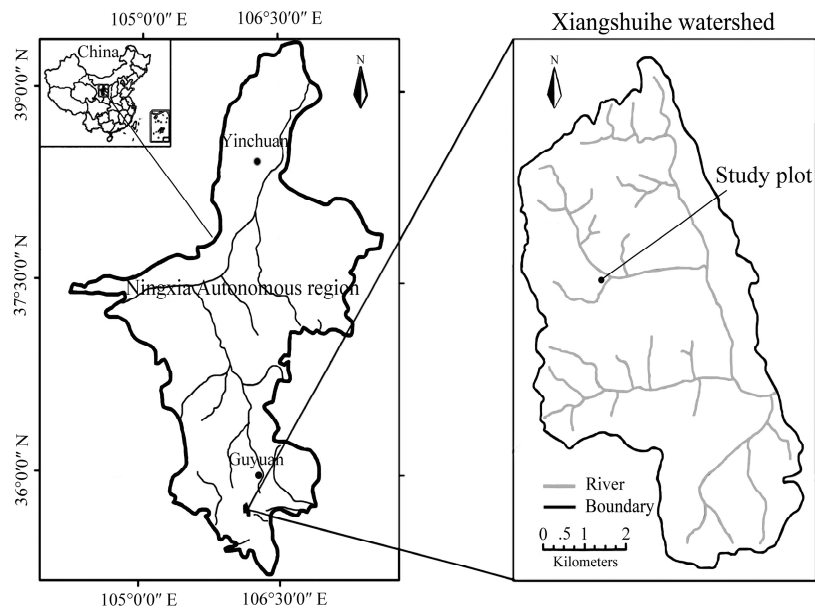 105°0′0″ E
106°30′0″ E
Xiangshuihe watershed
China
N
N
39°0′0″ N
Yinchuan
Study plot
37°30′0″ N
Ningxia Autonomous region
36°0′0″ N
Guyuan
River
Boundary
0 .5 1 2
Kilometers
105°0′0″ E
106°30′0″ E